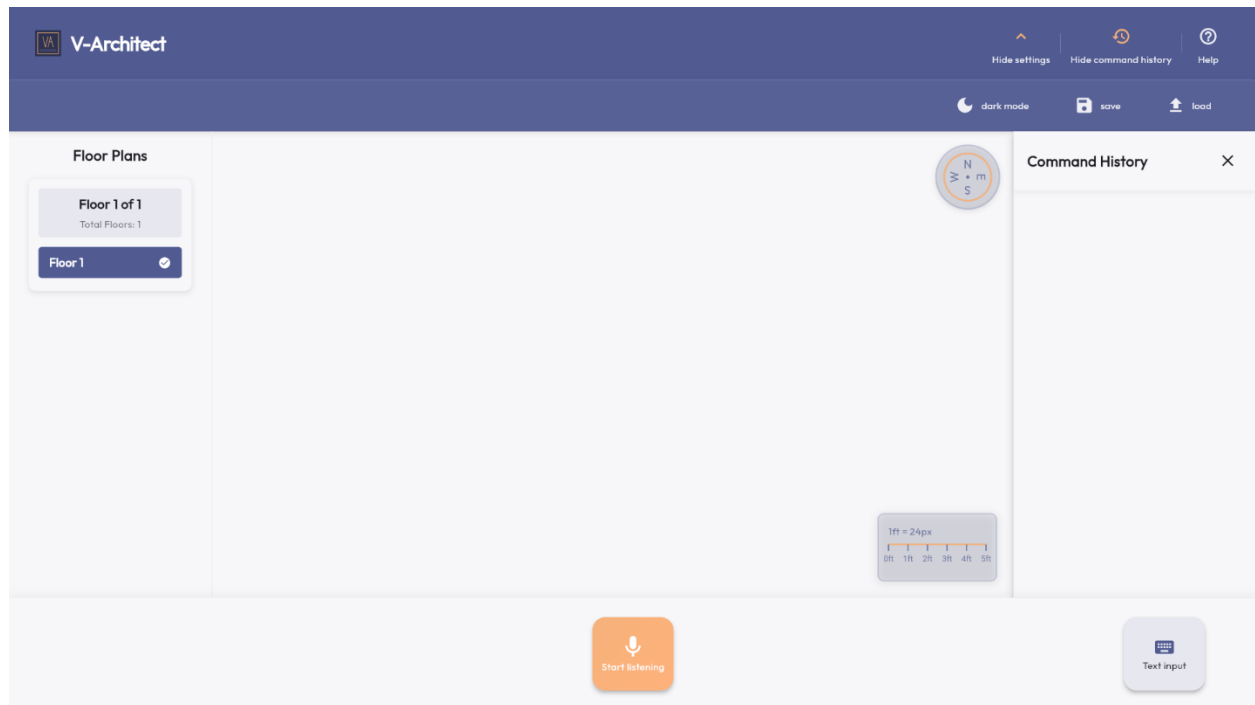 VA V-Architect
Hide settings
Hide command history
Help
dark mode
save
load
Floor Plans
Floor 1 of 1
Total Floors: 1
Floor 1
N
W E
S
Command History
1ft = 24px
0ft 1ft 2ft 3ft 4ft 5ft
Start listening
Text input